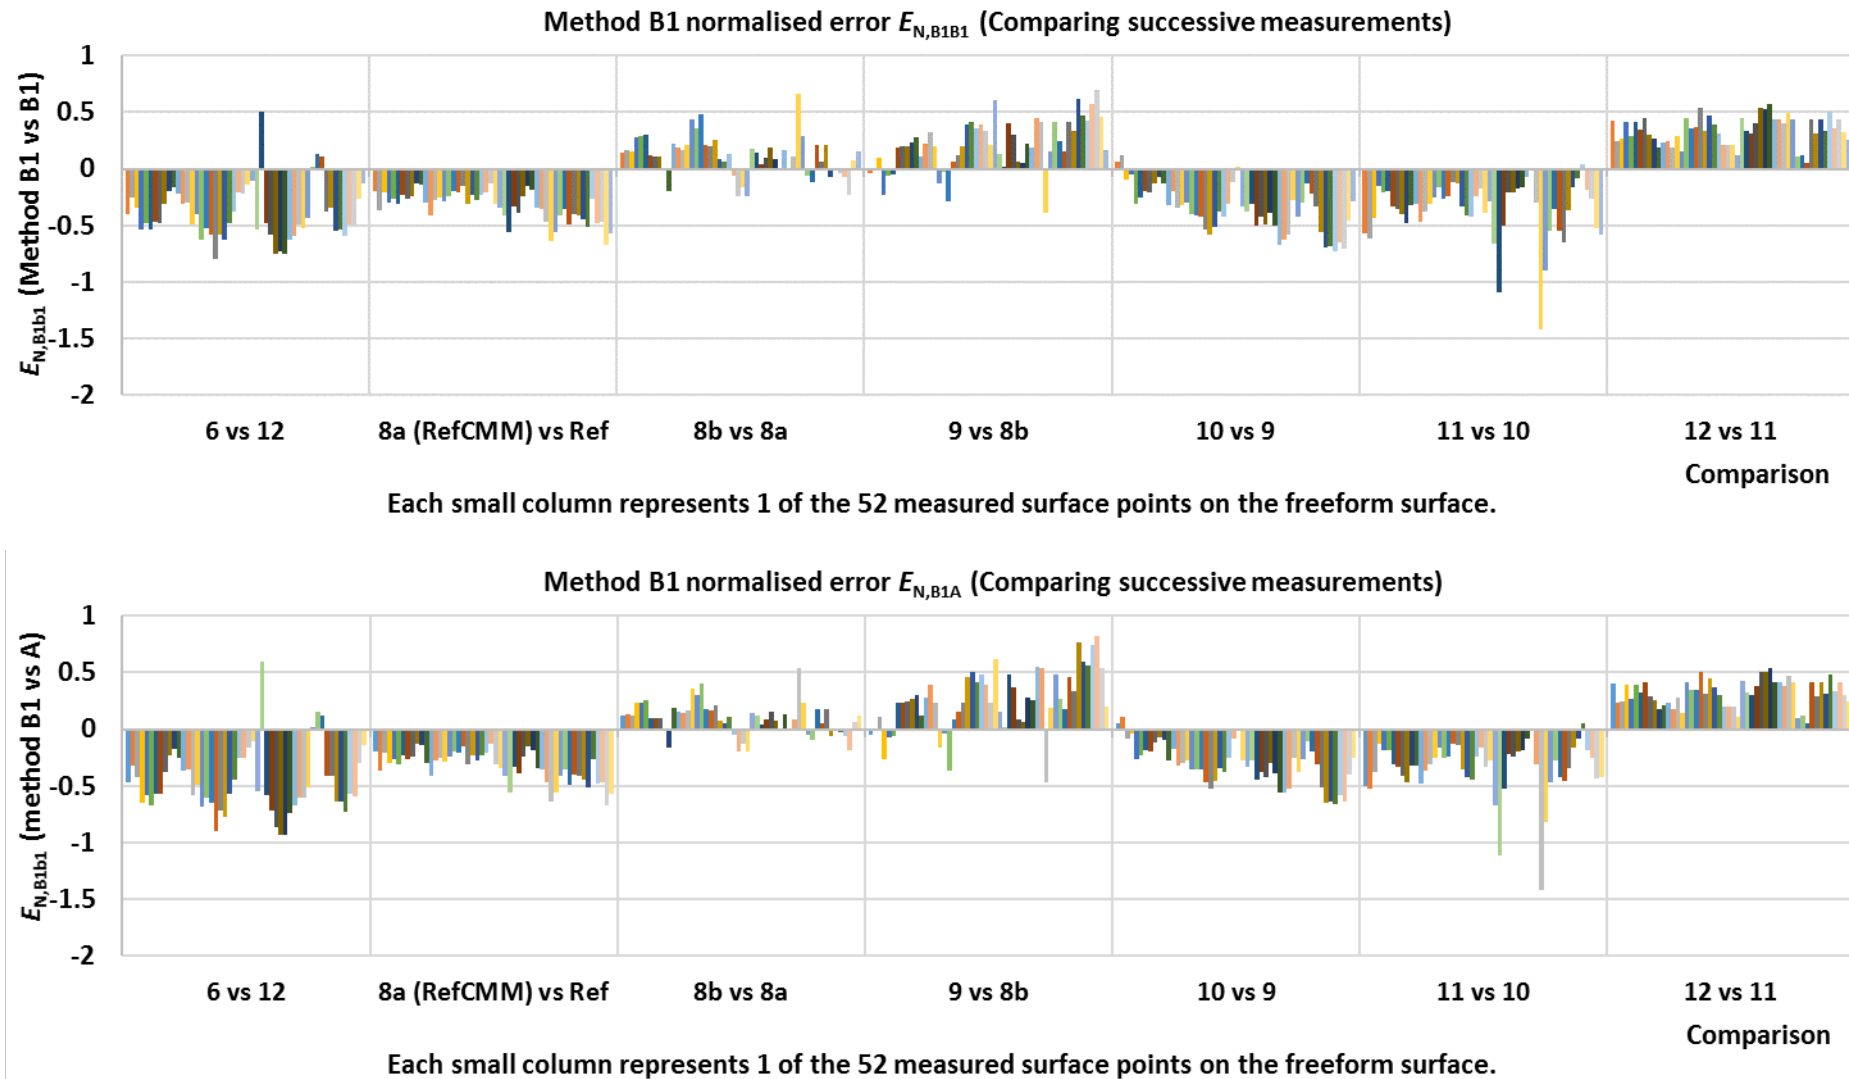 Method B1 normalised error EN,B1B1 (Comparing successive measurements)
EN,B1b1 (Method B1 vs B1)
1
0.5
0
-0.5
-1
-1.5
-2
6 vs 12
8a (RefCMM) vs Ref
8b vs 8a
9 vs 8b
10 vs 9
11 vs 10
12 vs 11
Comparison
Each small column represents 1 of the 52 measured surface points on the freeform surface.
Method B1 normalised error EN,B1A (Comparing successive measurements)
EN,B1b1 (method B1 vs A)
1
0.5
0
-0.5
-1
-1.5
-2
6 vs 12
8a (RefCMM) vs Ref
8b vs 8a
9 vs 8b
10 vs 9
11 vs 10
12 vs 11
Comparison
Each small column represents 1 of the 52 measured surface points on the freeform surface.